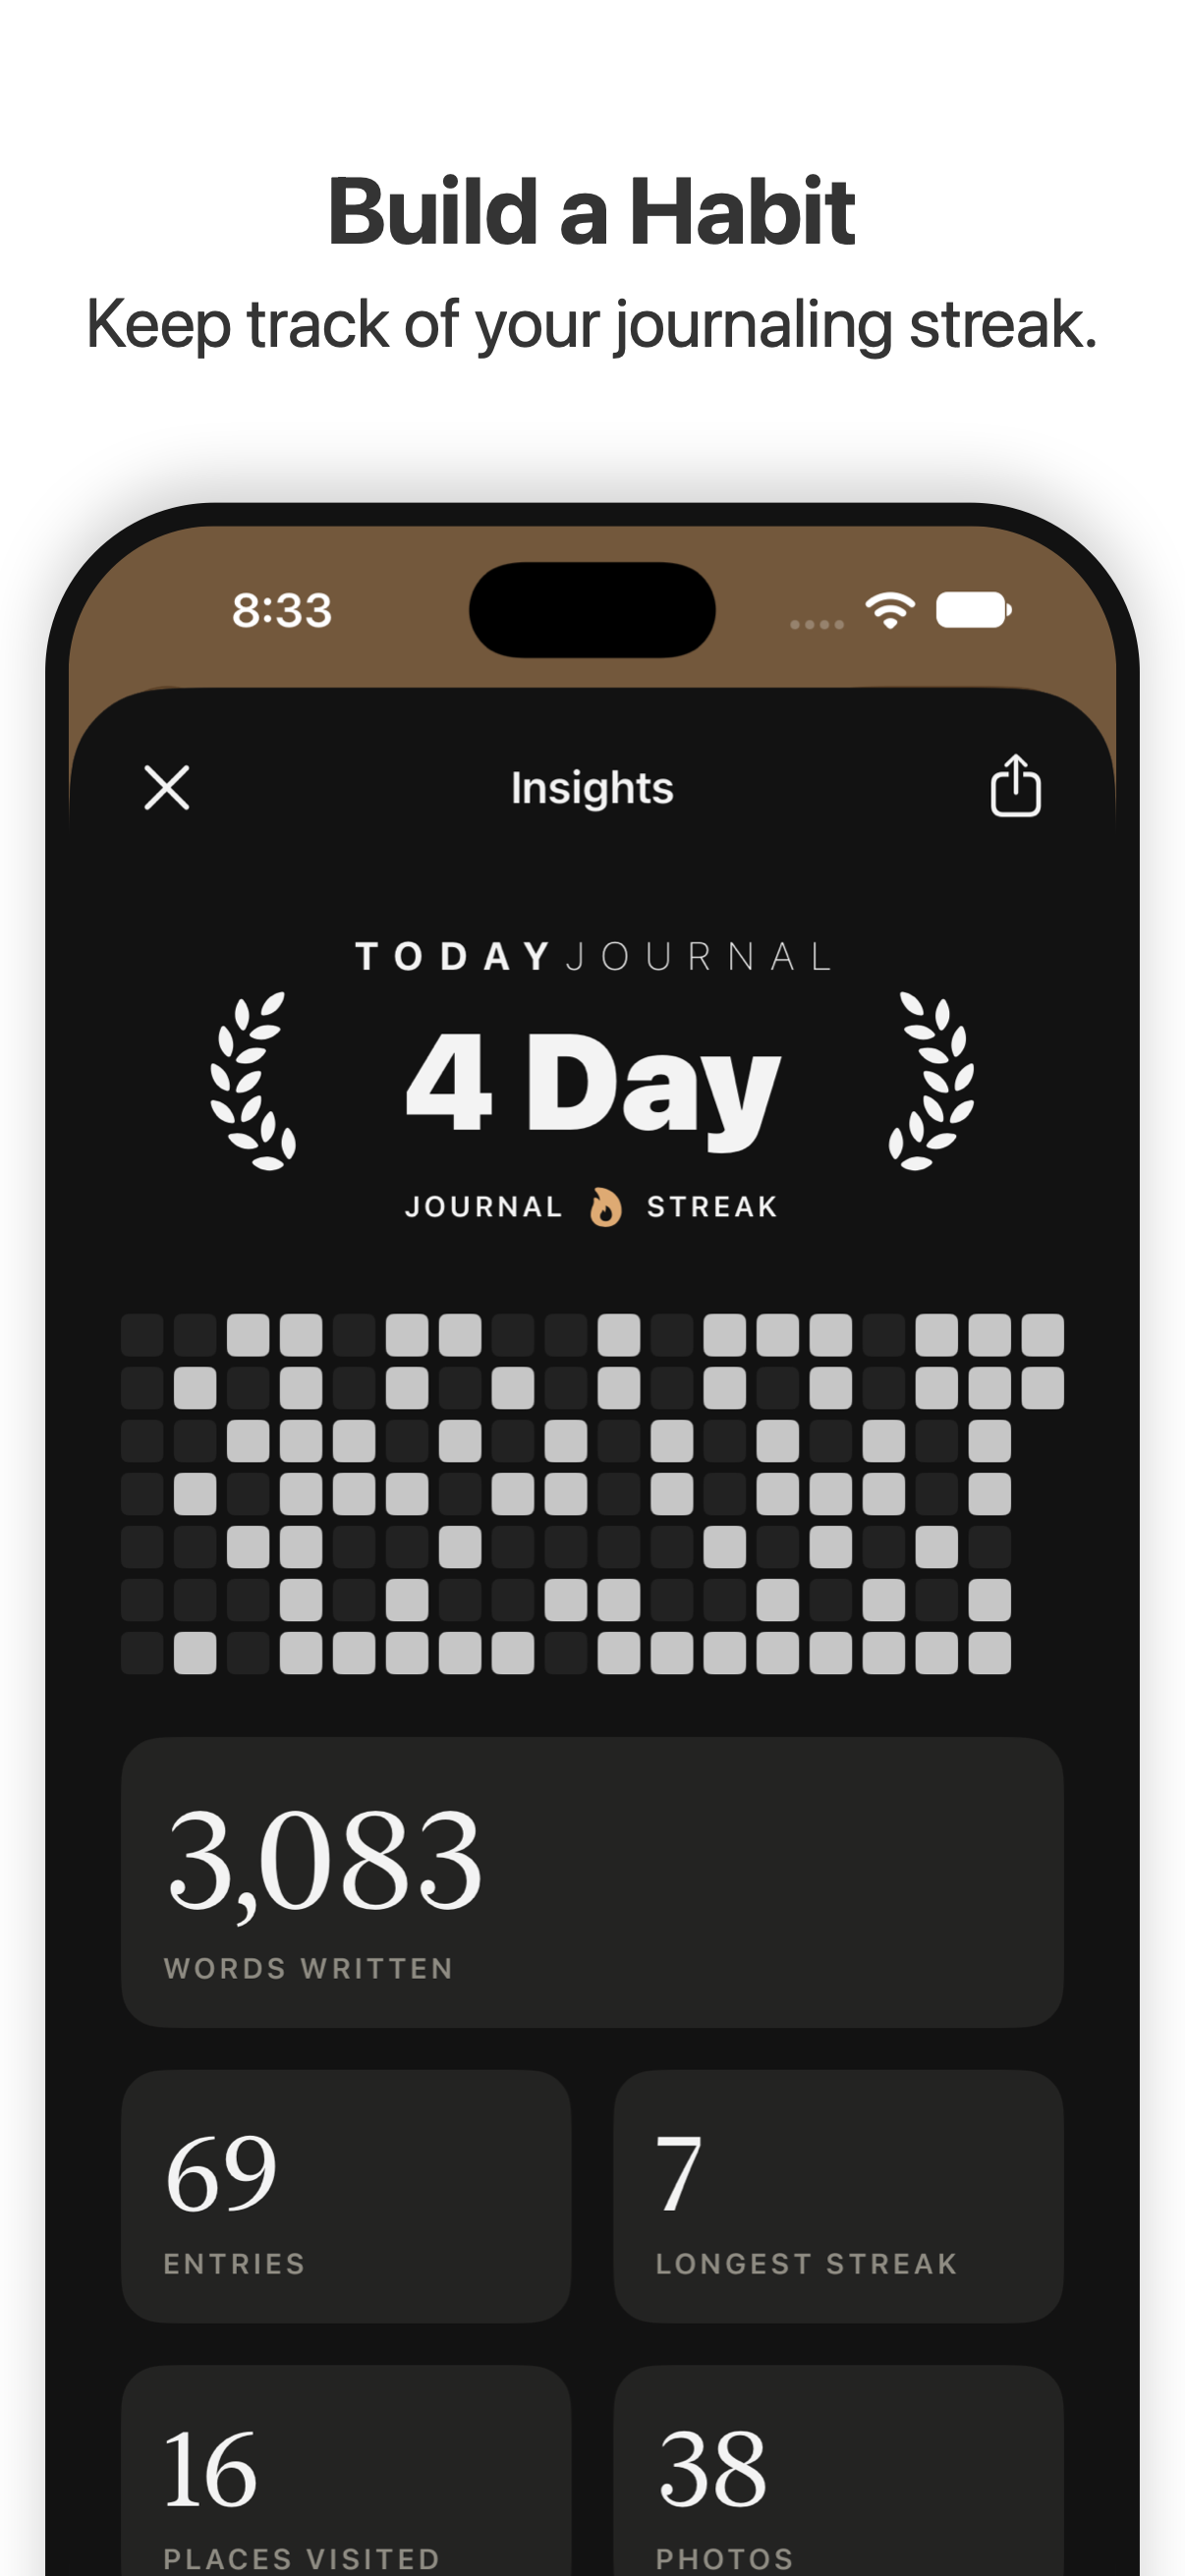 Build a Habit
Keep track of your journaling streak.
8:33
Insights
TODAYJOURNAL
4 Day
JOURNAL STREAK
3,083
WORDS WRITTEN
69
ENTRIES
7
LONGEST STREAK
16
PLACES VISITED
38
PHOTOS